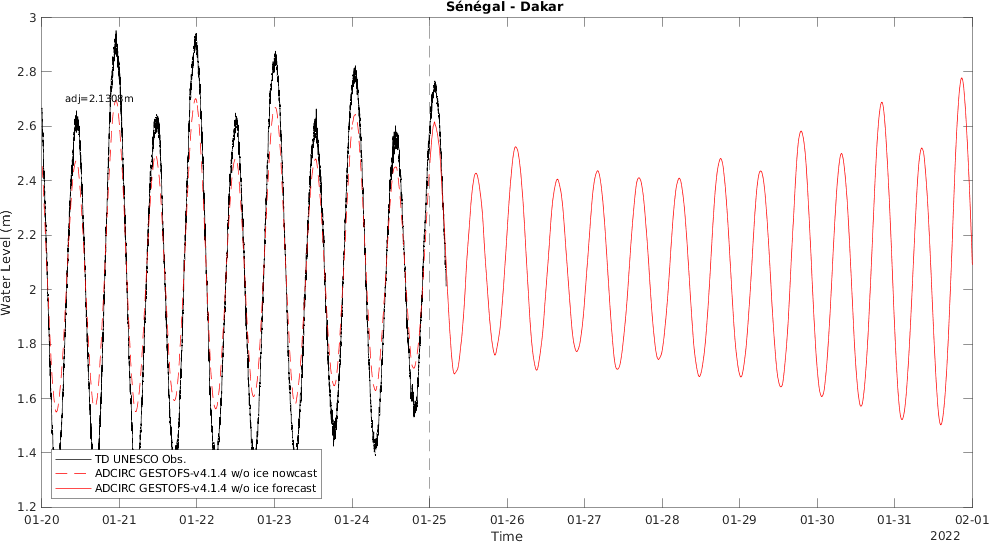 Sénégal - Dakar
3
2.8
2.6
2.4
2.2
2
1.8
1.6
1.4
1.2
Water Level (m)
adj=2.1308m
TD UNESCO Obs.
ADCIRC GESTOFS-v4.1.4 w/o ice nowcast
ADCIRC GESTOFS-v4.1.4 w/o ice forecast
01-20 01-21 01-22 01-23 01-24 01-25 01-26 01-27 01-28 01-29 01-30 01-31 02-01
Time
2022